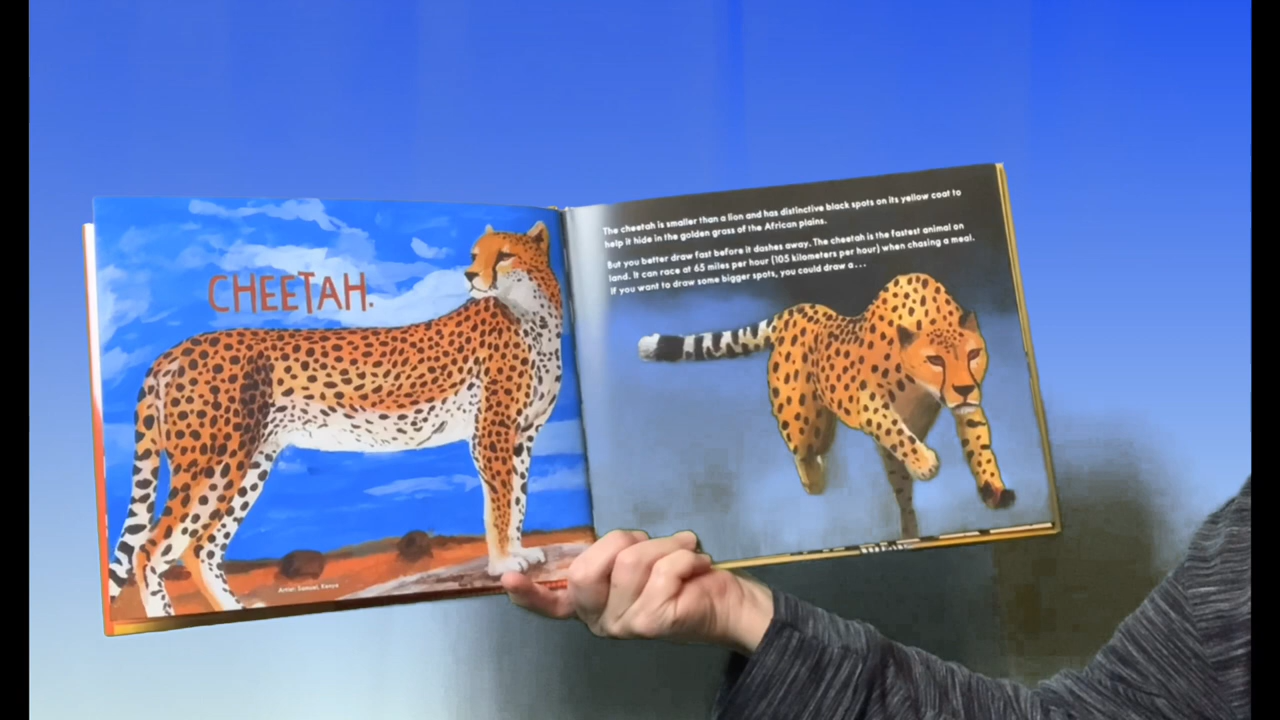 CHEETAH.
Amar, Samuel, Kenya
The cheetah is smaller than a lion and has distinctive black spots on its yellow coat to
help it hide in the golden grass of the African plains.
But you better draw fast before it dashes away. The cheetah is the fastest animal on
land. It can race at 65 miles per hour (105 kilometers per hour) when chasing a meal.
If you want to draw some bigger spots, you could draw a...